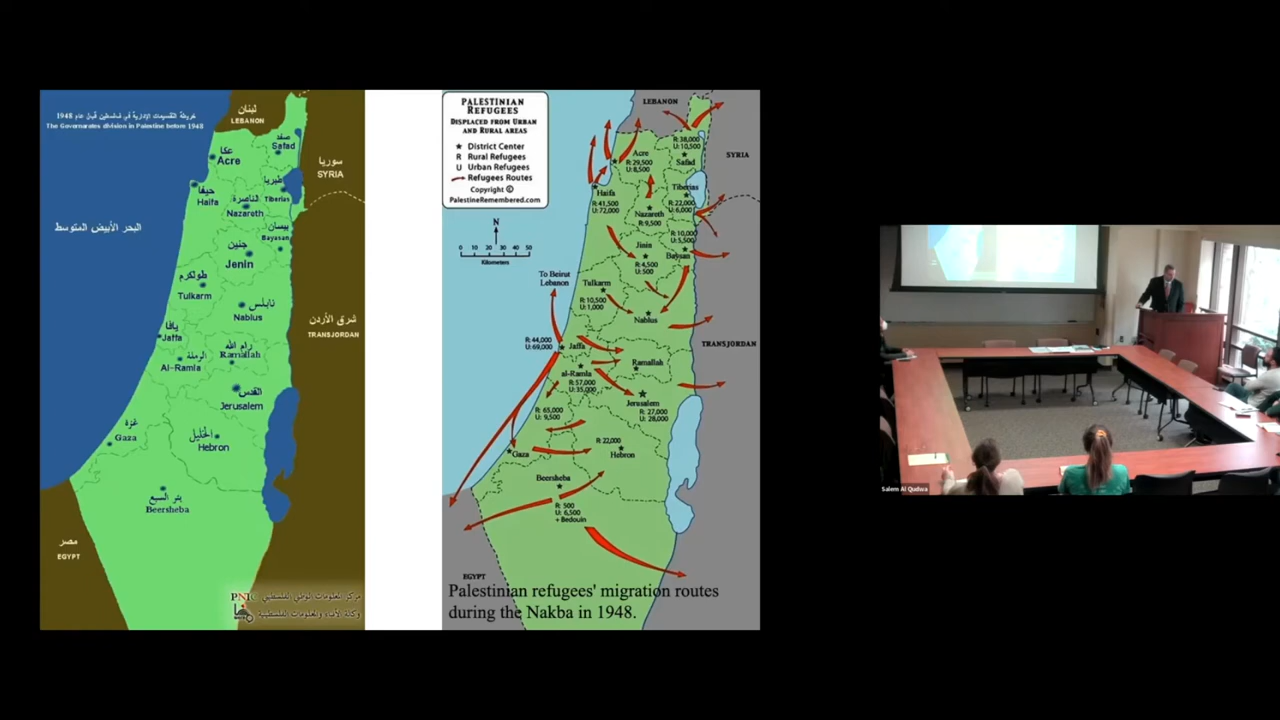 خريطة التقسيمات الإدارية في فلسطين قبل عام 1948
The Governarates division in Palestine before 1948
لبنان
LEBANON
صفد
Safad
عكا
Acre
سوريا
SYRIA
طبريا
Tiberias
حيفا
Haifa
الناصرة
Nazareth
البحر الأبيض المتوسط
بيسان
Bayasan
جنين
Jenin
طولكرم
Tulkarm
نابلس
Nablus
يافا
Jaffa
شرق الأردن
TRANSJORDAN
رام الله
Ramallah
الرملة
Al-Ramla
القدس
Jerusalem
غزة
Gaza
الخليل
Hebron
بئر السبع
Beersheba
مصر
EGYPT
PNIC
PALESTINIAN
REFUGEES
DISPLACED FROM URBAN
AND RURAL AREAS
District Center
R Rural Refugees
U Urban Refugees
Refugees Routes
Copyright ©
PalestineRemembered.com
N
0 10 20 30 40 50
Kilometers
LEBANON
R: 38,000
U: 10,500
Safad
SYRIA
Acre
R: 29,500
U: 8,500
Tiberias
R: 22,000
U: 6,000
Haifa
R: 41,500
U: 72,000
Nazareth
R: 9,500
R: 10,000
U: 5,500
Baysan
Jinin
R: 4,500
U: 500
To Beirut
Lebanon
Tulkarm
R: 10,500
U: 1,000
Nablus
R: 44,000
U: 69,000
Jaffa
TRANSJORDAN
Ramallah
al-Ramla
R: 57,000
U: 35,000
Jerusalem
R: 27,000
U: 28,000
R: 65,000
U: 9,500
R: 22,000
Hebron
Gaza
Beersheba
R: 500
U: 6,500
+ Bedouin
EGYPT
Palestinian refugees' migration routes
during the Nakba in 1948.
Salem Al Qudwa